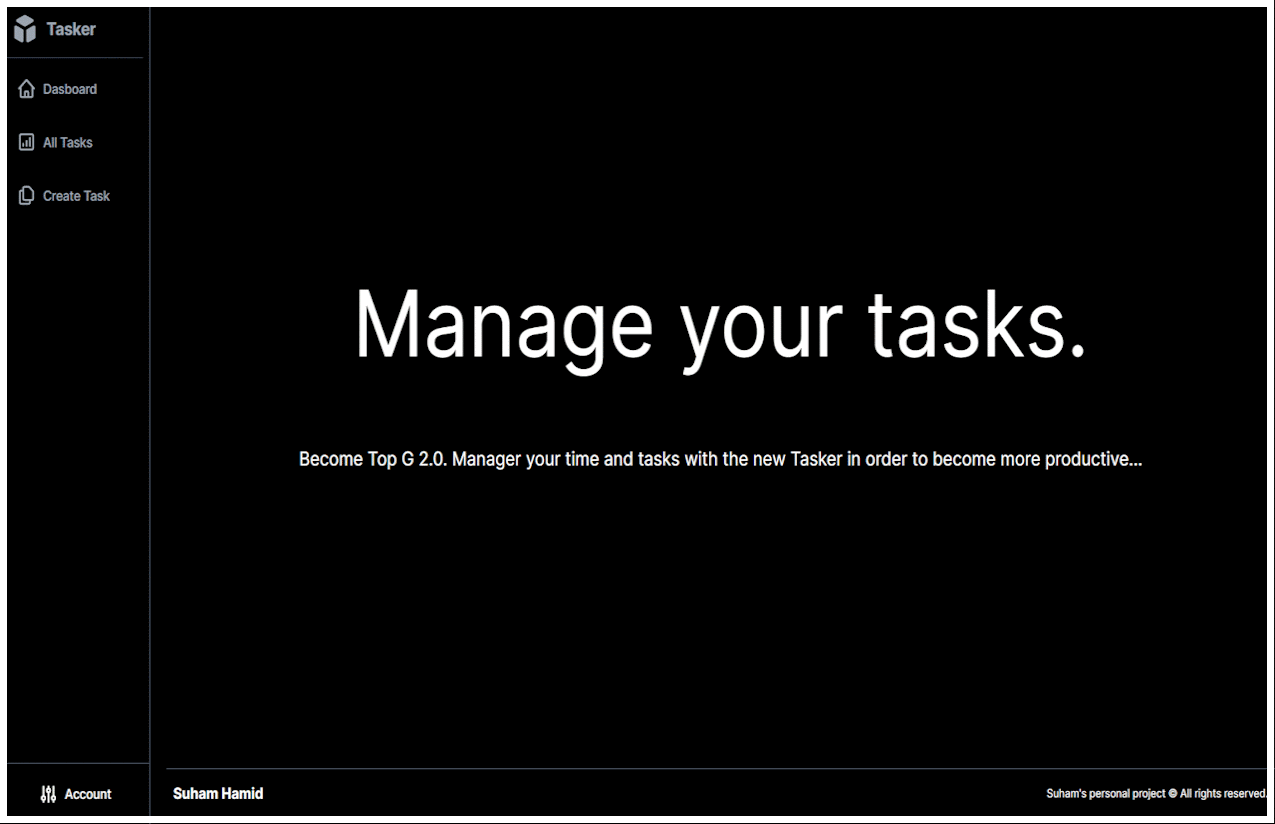 Tasker
Dasboard
All Tasks
Create Task
Manage your tasks.
Become Top G 2.0. Manager your time and tasks with the new Tasker in order to become more productive...
Account
Suham Hamid
Suham's personal project © All rights reserved.